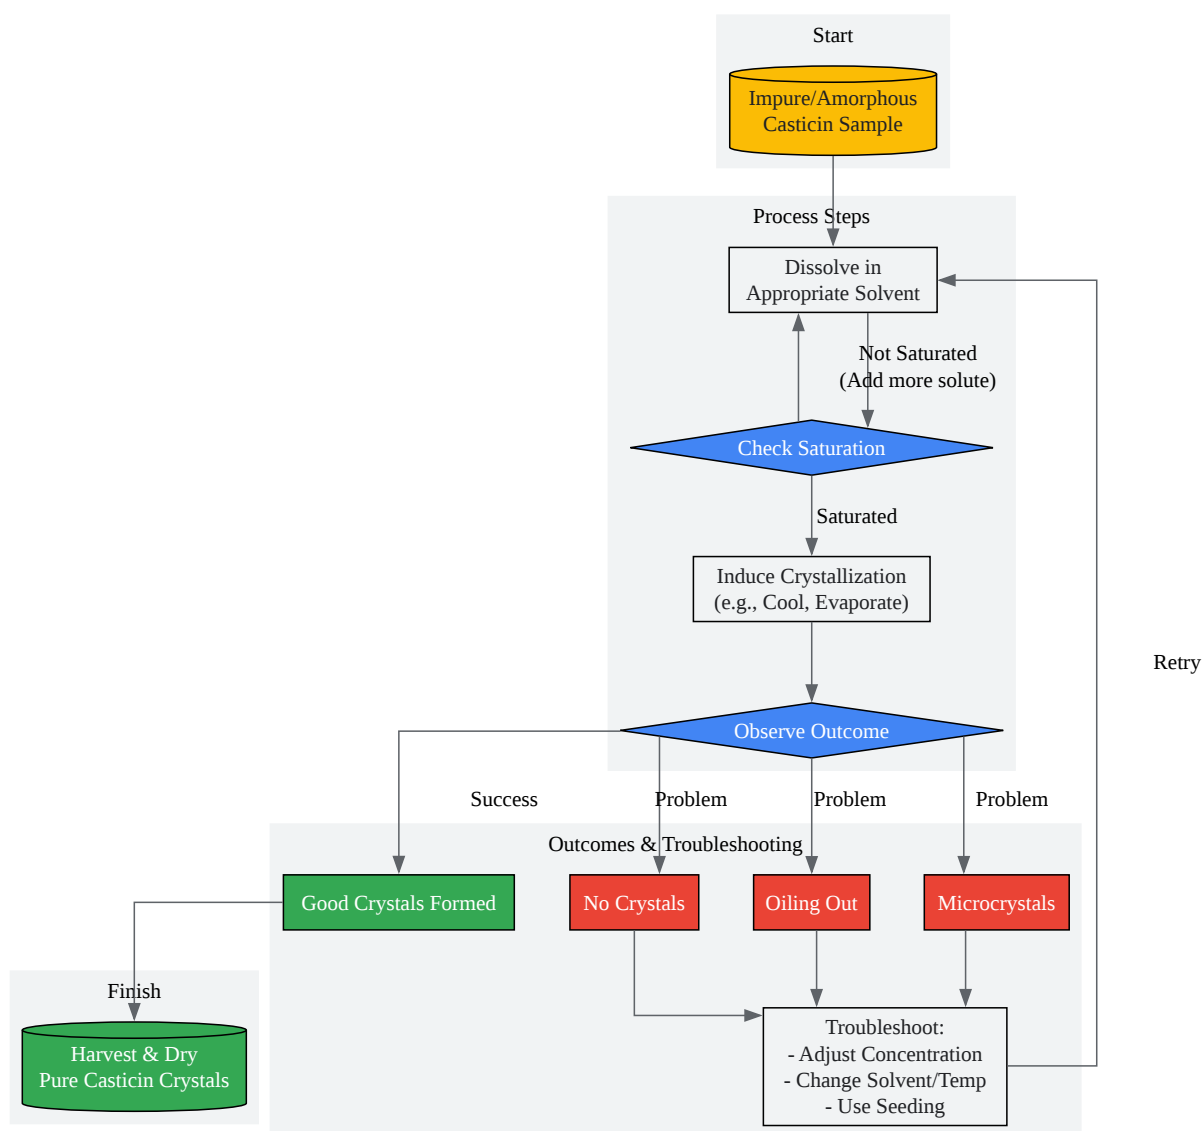 Start
Impure/Amorphous
Casticin Sample
Process Steps
Dissolve in
Appropriate Solvent
Not Saturated
(Add more solute)
Check Saturation
Saturated
Induce Crystallization
(e.g., Cool, Evaporate)
Retry
Observe Outcome
Success
Problem
Problem
Problem
Outcomes & Troubleshooting
Good Crystals Formed
No Crystals
Oiling Out
Microcrystals
Finish
Harvest & Dry
Pure Casticin Crystals
Troubleshoot:
- Adjust Concentration
- Change Solvent/Temp
- Use Seeding